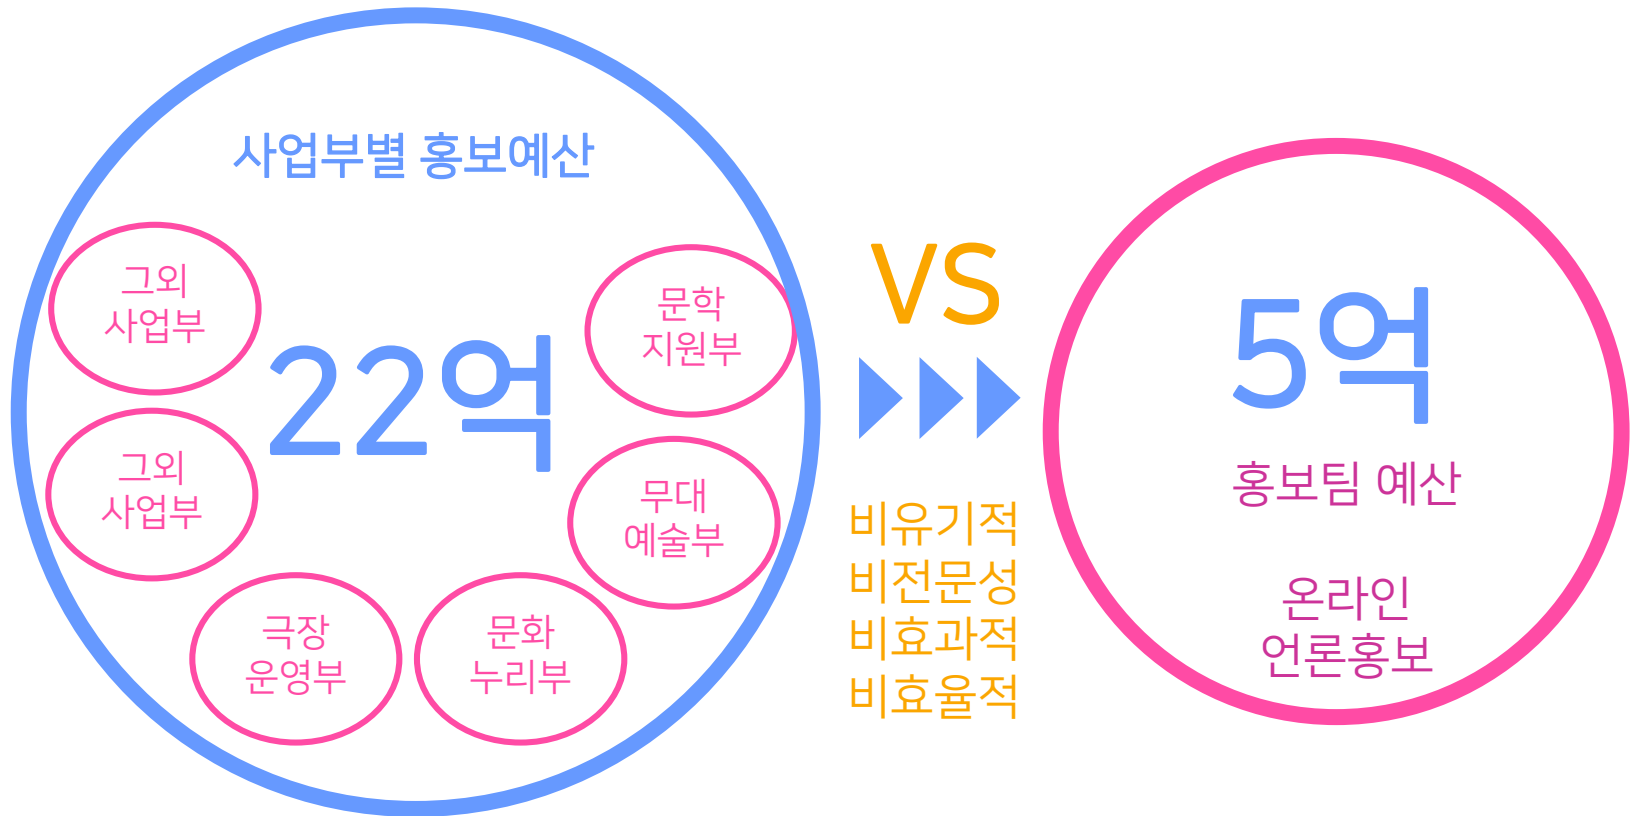 사업부별 홍보예산
22억
그외
사업부
그외
사업부
극장
운영부
문화
누리부
무대
예술부
문학
지원부
VS
비유기적
비전문성
비효과적
비효율적
5억
홍보팀 예산
온라인
언론홍보